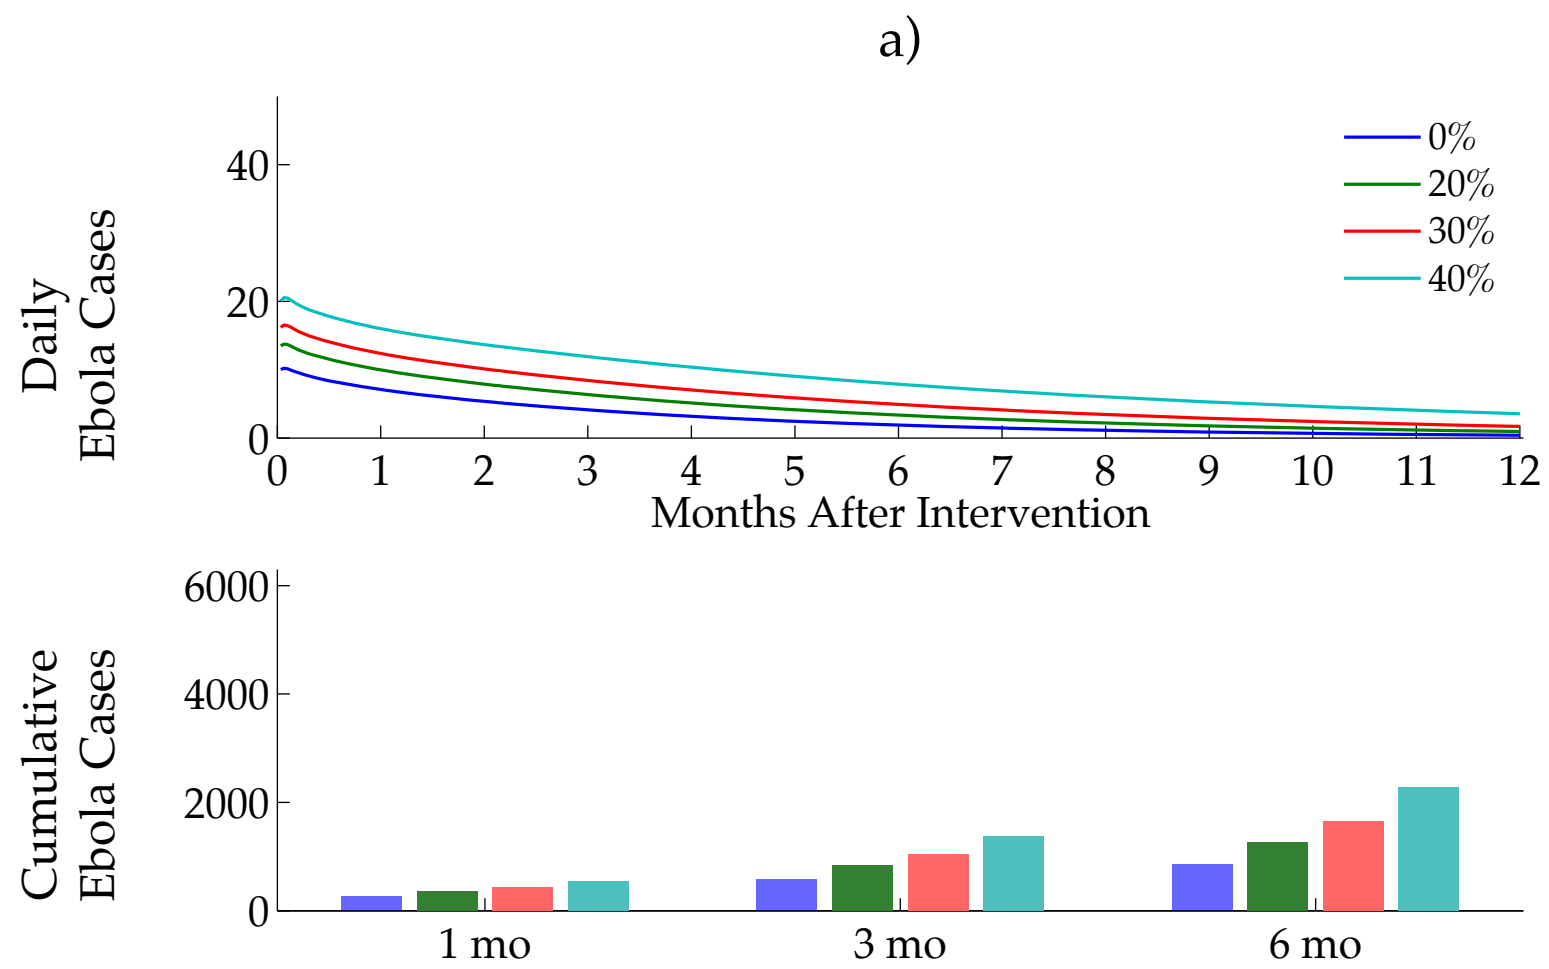 a)
Daily
Ebola Cases
40
20
0
0%
20%
30%
40%
0 1 2 3 4 5 6 7 8 9 10 11 12
Months After Intervention
Cumulative
Ebola Cases
6000
4000
2000
0
1 mo 3 mo 6 mo